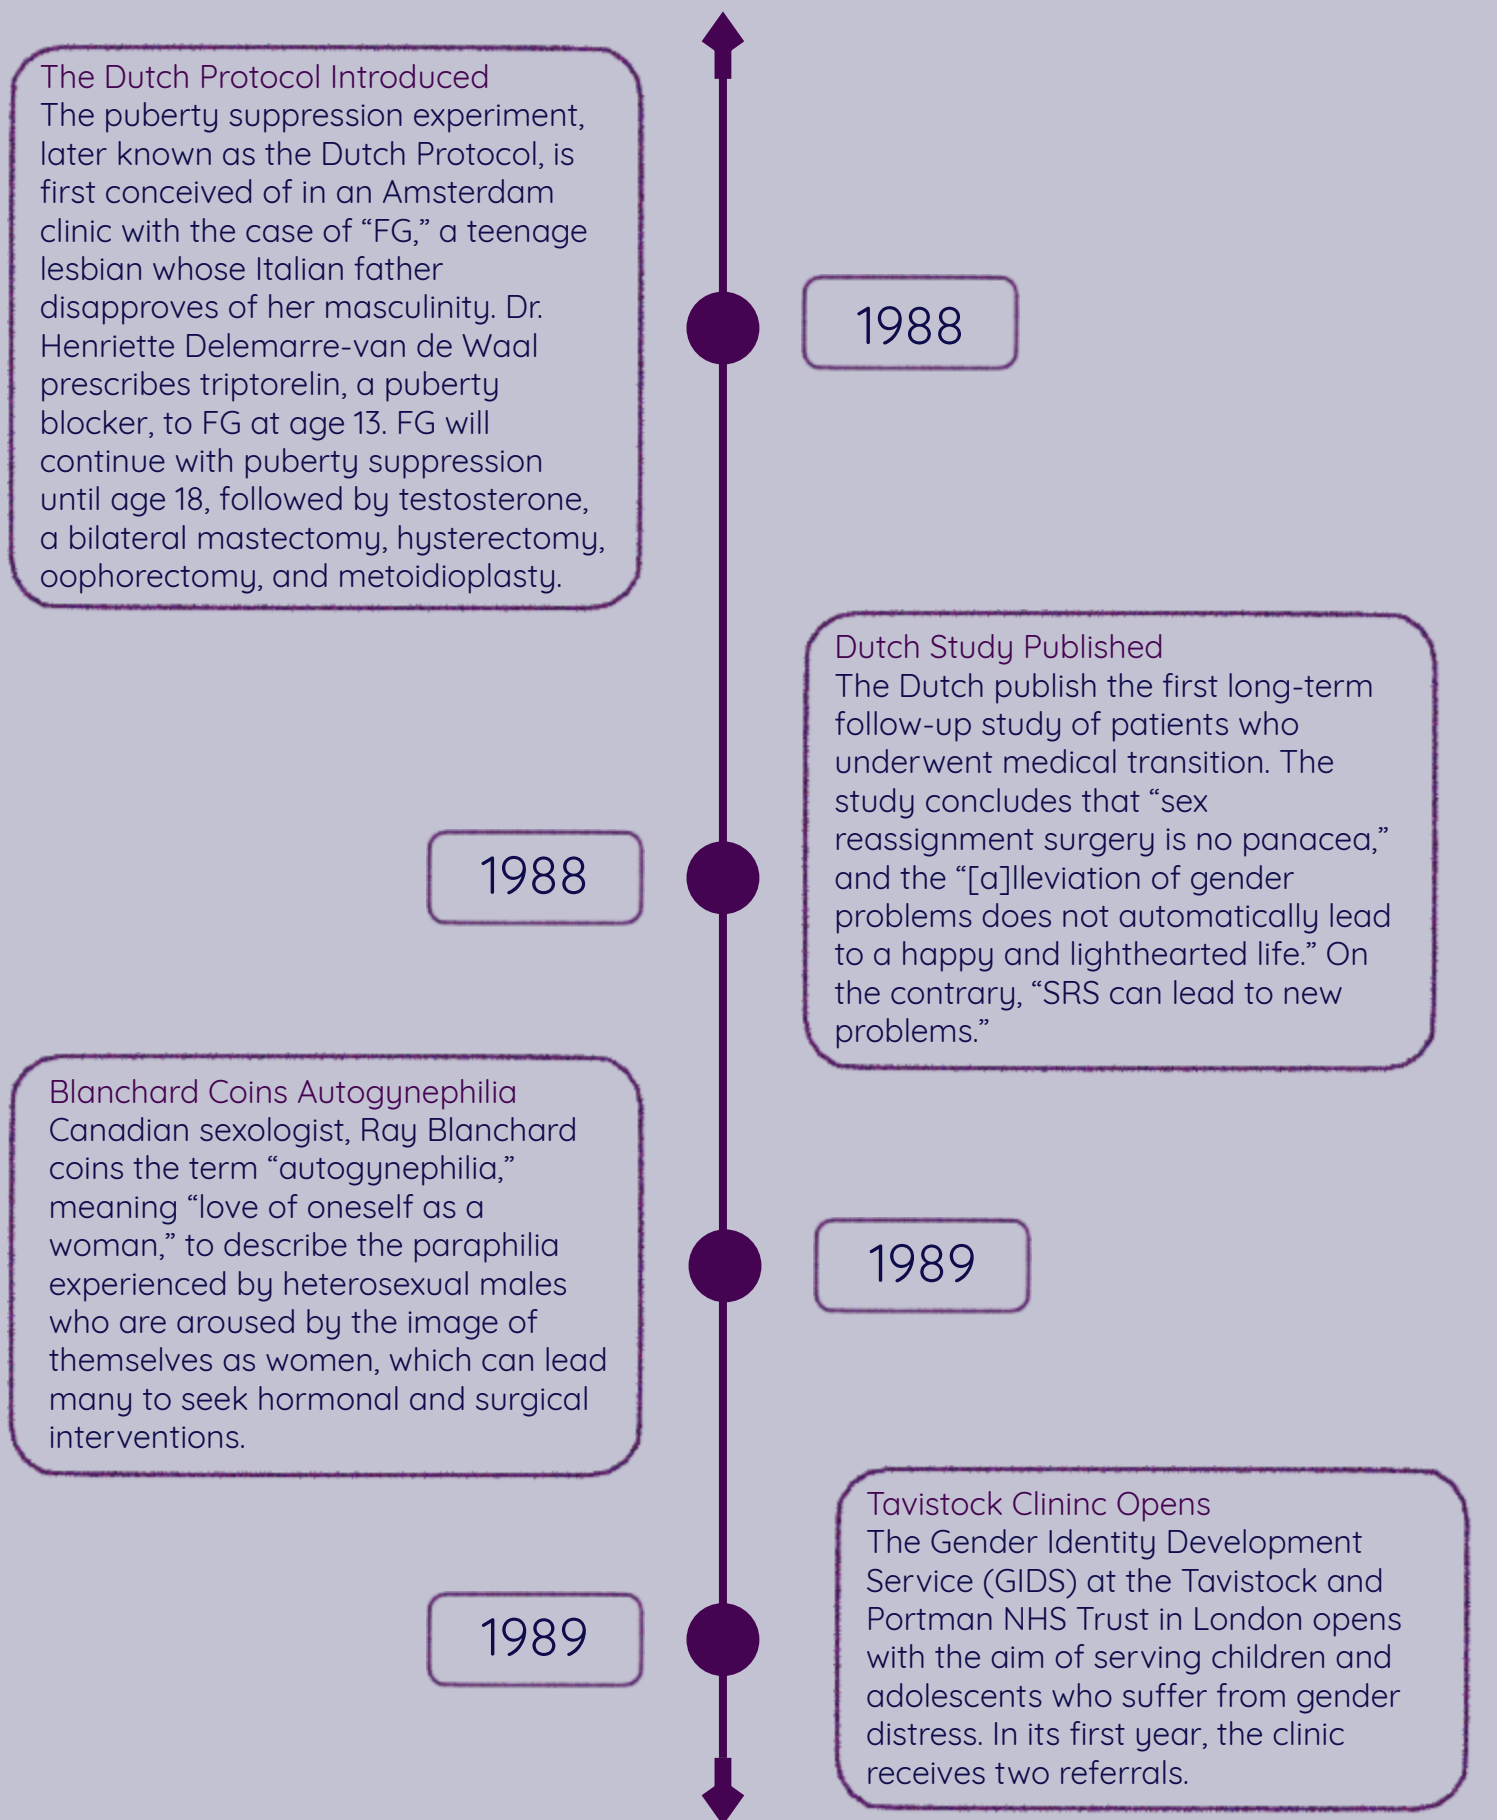 The Dutch Protocol Introduced
The puberty suppression experiment,
later known as the Dutch Protocol, is
first conceived of in an Amsterdam
clinic with the case of “FG,” a teenage
lesbian whose Italian father
disapproves of her masculinity. Dr.
Henriette Delemarre-van de Waal
prescribes triptorelin, a puberty
blocker, to FG at age 13. FG will
continue with puberty suppression
until age 18, followed by testosterone,
a bilateral mastectomy, hysterectomy,
oophorectomy, and metoidioplasty.
1988
Dutch Study Published
The Dutch publish the first long-term
follow-up study of patients who
underwent medical transition. The
study concludes that “sex
reassignment surgery is no panacea,”
and the “[a]lleviation of gender
problems does not automatically lead
to a happy and lighthearted life.” On
the contrary, “SRS can lead to new
problems.”
1988
Blanchard Coins Autogynephilia
Canadian sexologist, Ray Blanchard
coins the term “autogynephilia,”
meaning “love of oneself as a
woman,” to describe the paraphilia
experienced by heterosexual males
who are aroused by the image of
themselves as women, which can lead
many to seek hormonal and surgical
interventions.
1989
Tavistock Clininc Opens
The Gender Identity Development
Service (GIDS) at the Tavistock and
Portman NHS Trust in London opens
with the aim of serving children and
adolescents who suffer from gender
distress. In its first year, the clinic
receives two referrals.
1989